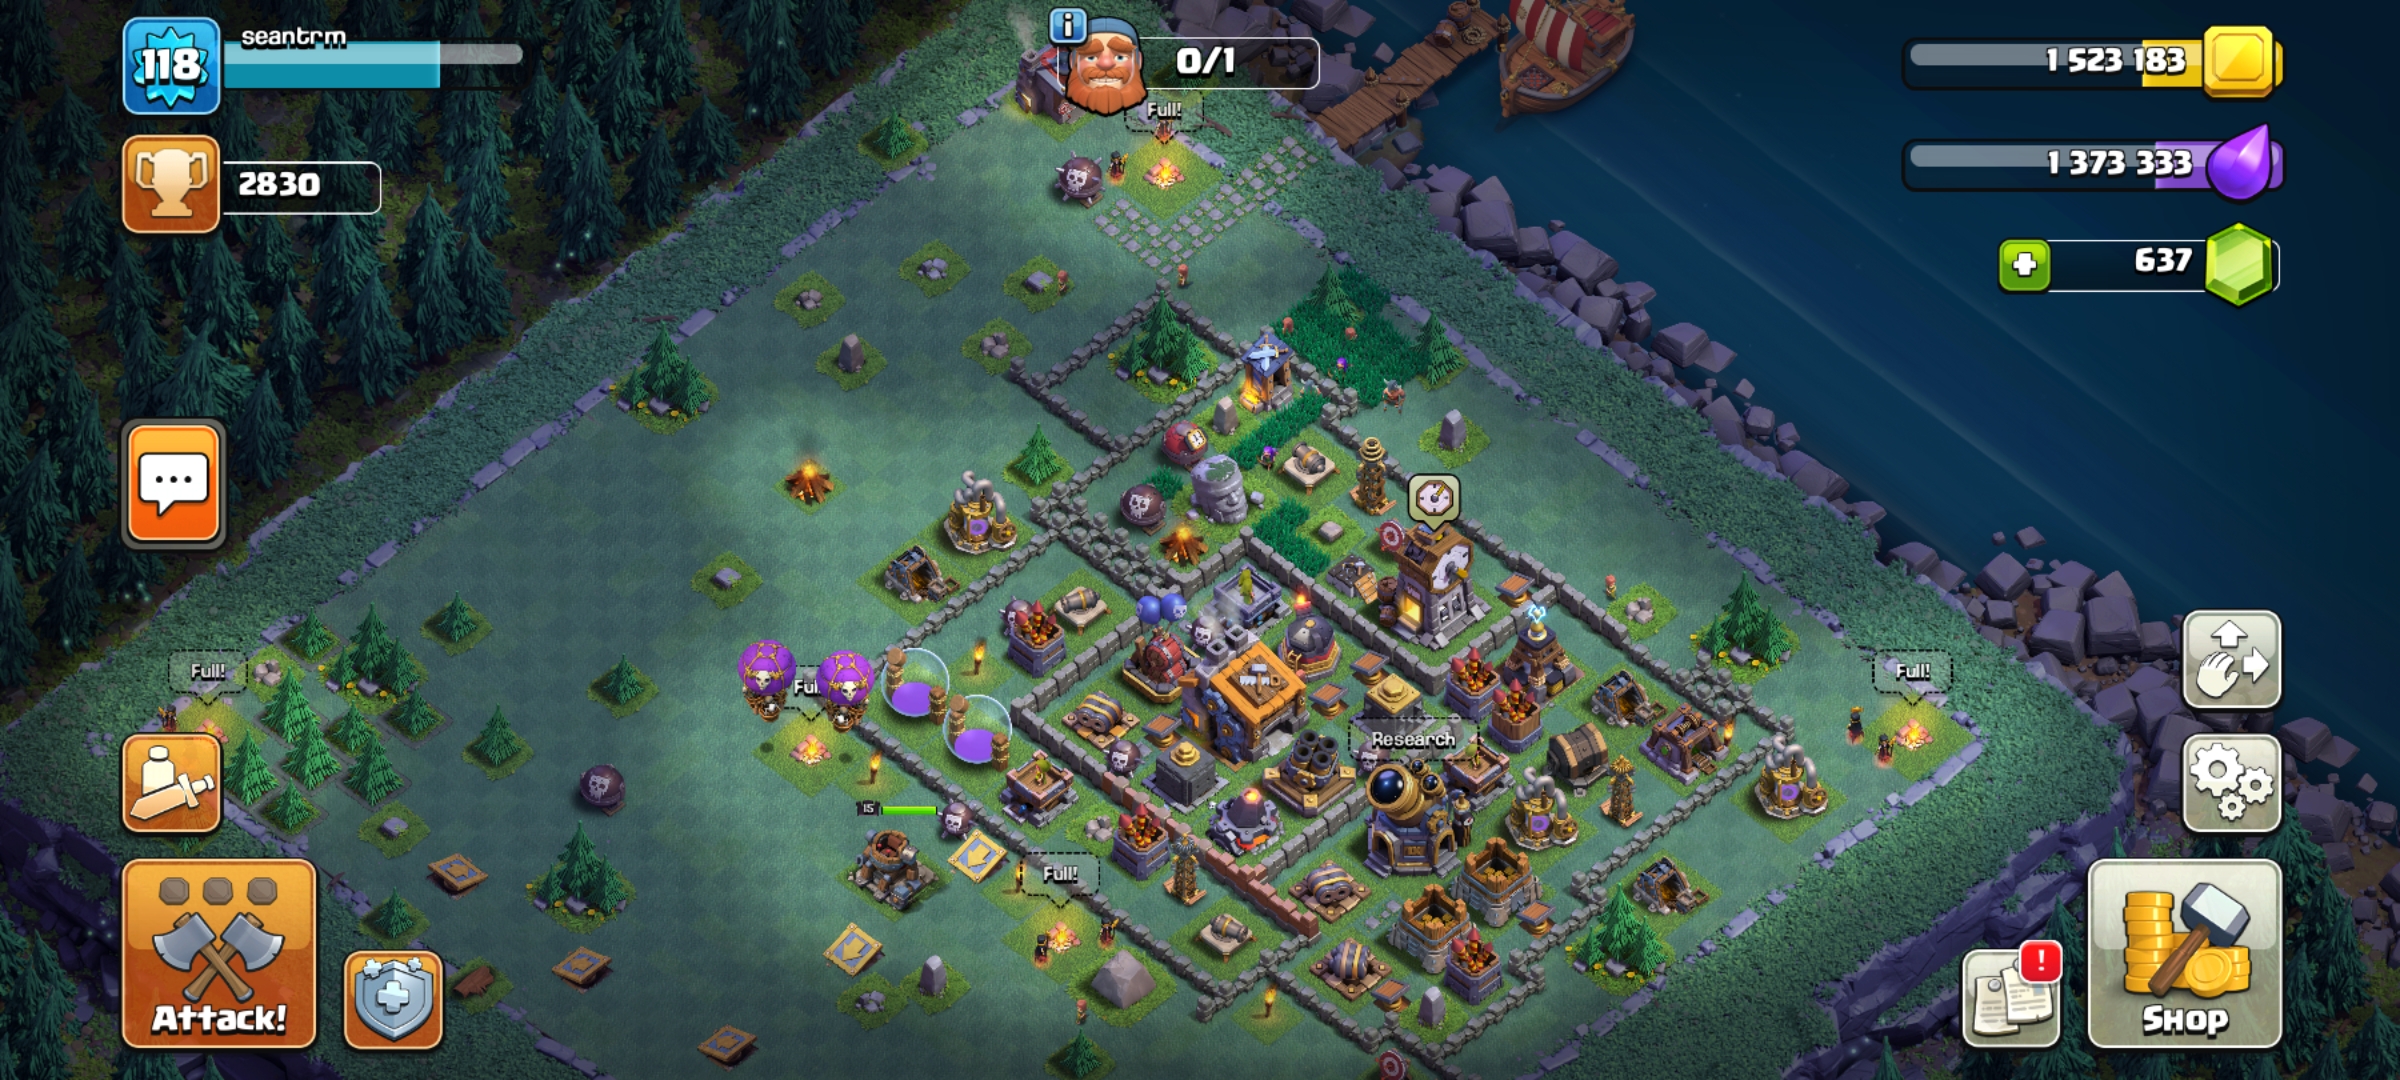 118
seantrm
0/1
1 523 183
Full!
1 373 333
2830
637
Full!
Full!
Ful
Research
15
Full!
Attack!
!
Shop